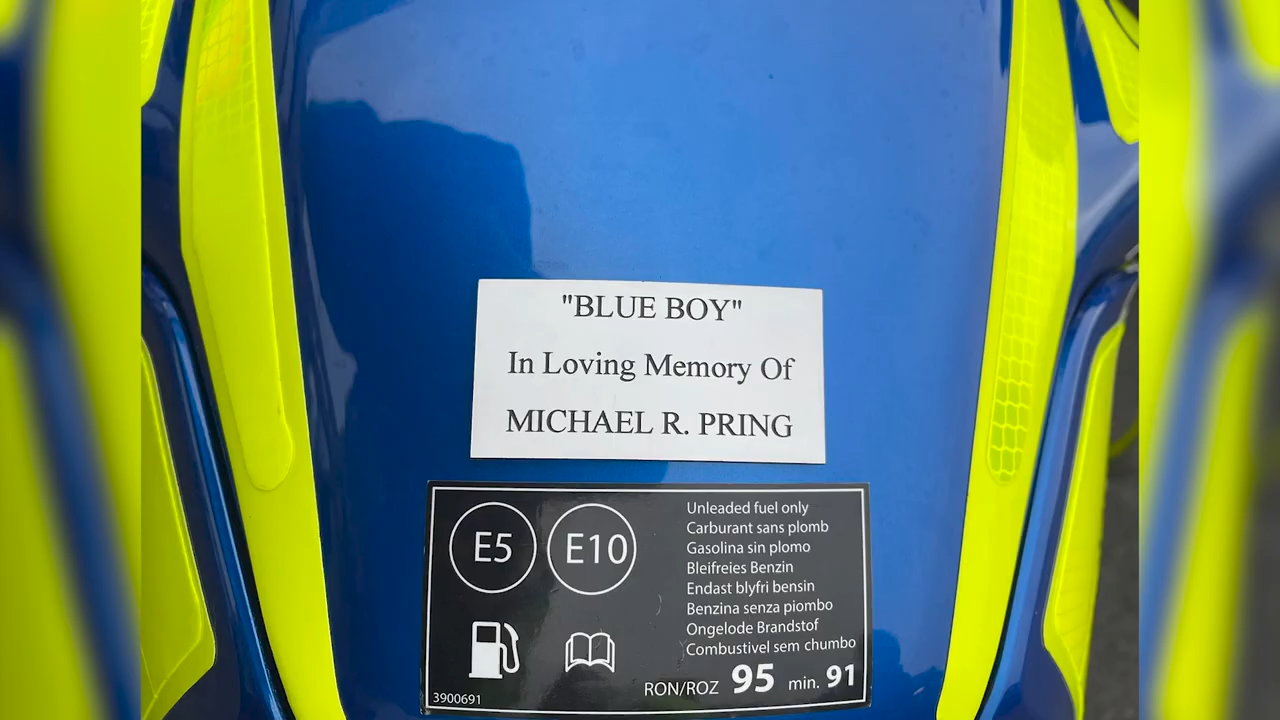 "BLUE BOY"
In Loving Memory Of
MICHAEL R. PRING
E5 E10
Unleaded fuel only
Carburant sans plomb
Gasolina sin plomo
Bleifreies Benzin
Endast blyfri bensin
Benzina senza piombo
Ongelode Brandstof
Combustivel sem chumbo
RON/ROZ 95 min. 91
3900691